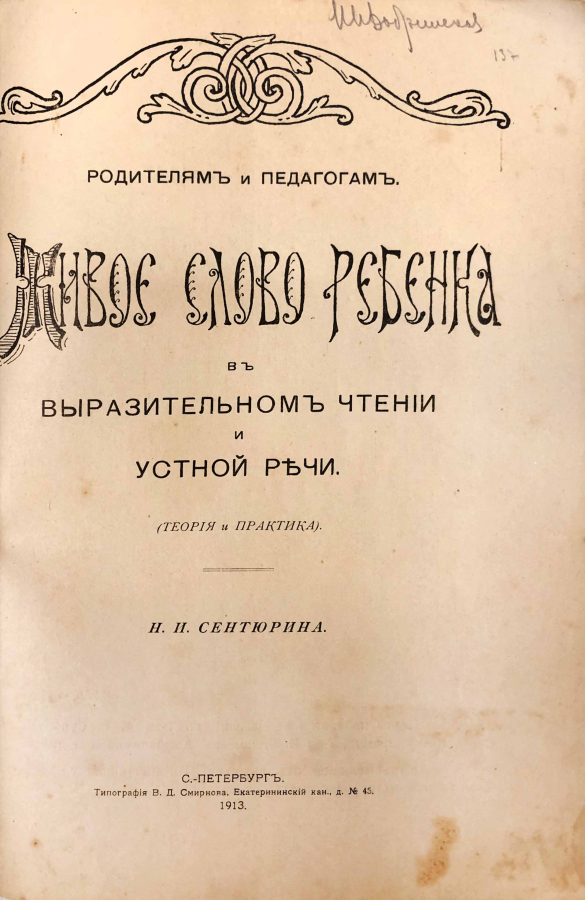 137
РОДИТЕЛЯМЪ и ПЕДАГОГАМЪ.
ЖИВОЕ СЛОВО РЕБЕНКА
ВЪ
ВЫРАЗИТЕЛЬНОМЪ ЧТЕНІИ
И
УСТНОЙ РѢЧИ.
(ТЕОРІЯ и ПРАКТИКА).
Н. И. СЕНТЮРИНА.
С.-ПЕТЕРБУРГЪ.
Типографія В. Д. Смирнова, Екатерининскій кан., д. № 45.
1913.